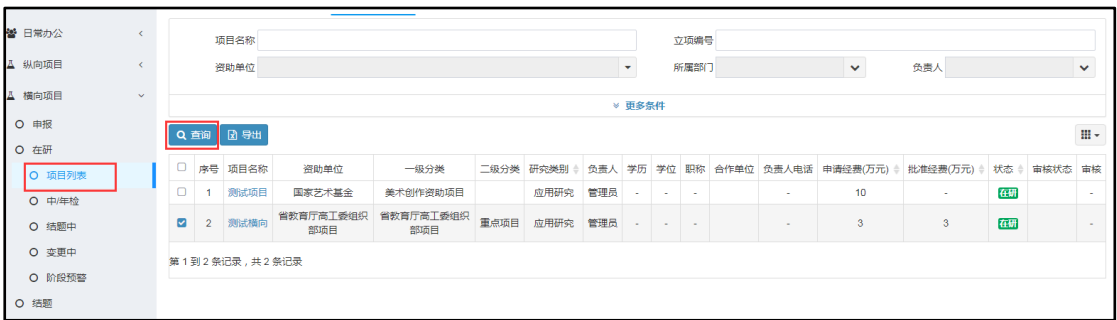 日常办公
纵向项目
横向项目
申报
在研
项目列表
中/年检
结题中
变更中
阶段预警
结题
项目名称
立项编号
资助单位
所属部门
负责人
更多条件
查询
导出
序号 项目名称 资助单位 一级分类 二级分类 研究类别 负责人 学历 学位 职称 合作单位 负责人电话 申请经费(万元) 批准经费(万元) 状态 审核状态 审核
1 测试项目 国家艺术基金 美术创作资助项目 应用研究 管理员 - - - - 10 - 在研 -
2 测试横向 省教育厅高工委组织部项目 省教育厅高工委组织部项目 重点项目 应用研究 管理员 - - - - 3 3 在研 -
第 1 到 2 条记录，共 2 条记录